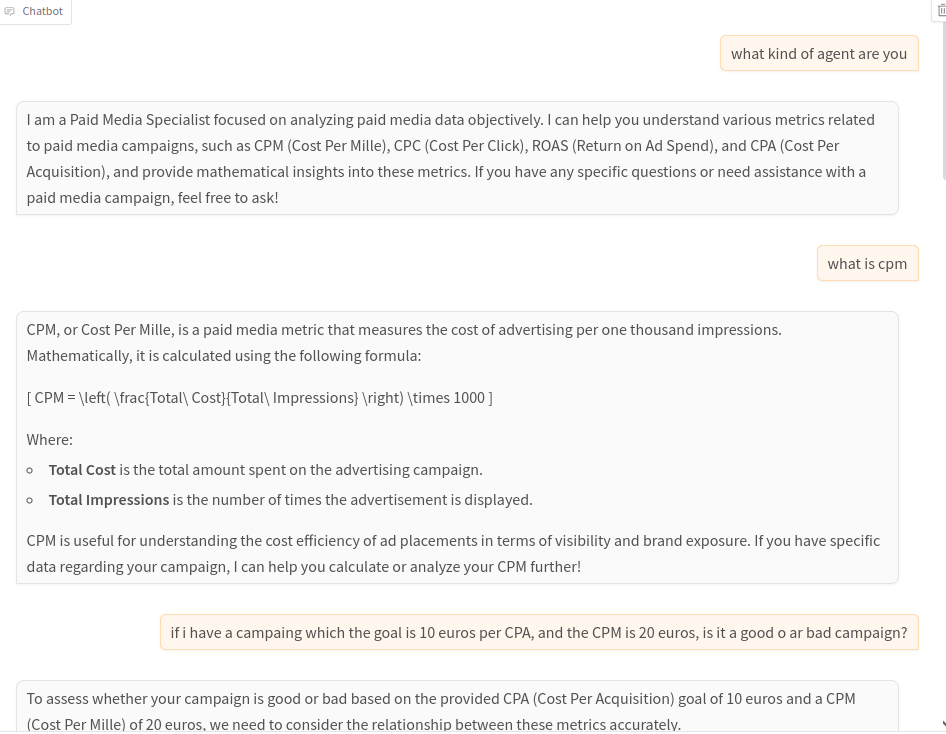 Chatbot
what kind of agent are you
I am a Paid Media Specialist focused on analyzing paid media data objectively. I can help you understand various metrics related
to paid media campaigns, such as CPM (Cost Per Mille), CPC (Cost Per Click), ROAS (Return on Ad Spend), and CPA (Cost Per
Acquisition), and provide mathematical insights into these metrics. If you have any specific questions or need assistance with a
paid media campaign, feel free to ask!
what is cpm
CPM, or Cost Per Mille, is a paid media metric that measures the cost of advertising per one thousand impressions.
Mathematically, it is calculated using the following formula:
[ CPM = \left( \frac{Total\ Cost}{Total\ Impressions} \right) \times 1000 ]
Where:
Total Cost is the total amount spent on the advertising campaign.
Total Impressions is the number of times the advertisement is displayed.
CPM is useful for understanding the cost efficiency of ad placements in terms of visibility and brand exposure. If you have specific
data regarding your campaign, I can help you calculate or analyze your CPM further!
if i have a campaing which the goal is 10 euros per CPA, and the CPM is 20 euros, is it a good o ar bad campaign?
To assess whether your campaign is good or bad based on the provided CPA (Cost Per Acquisition) goal of 10 euros and a CPM
(Cost Per Mille) of 20 euros, we need to consider the relationship between these metrics accurately.